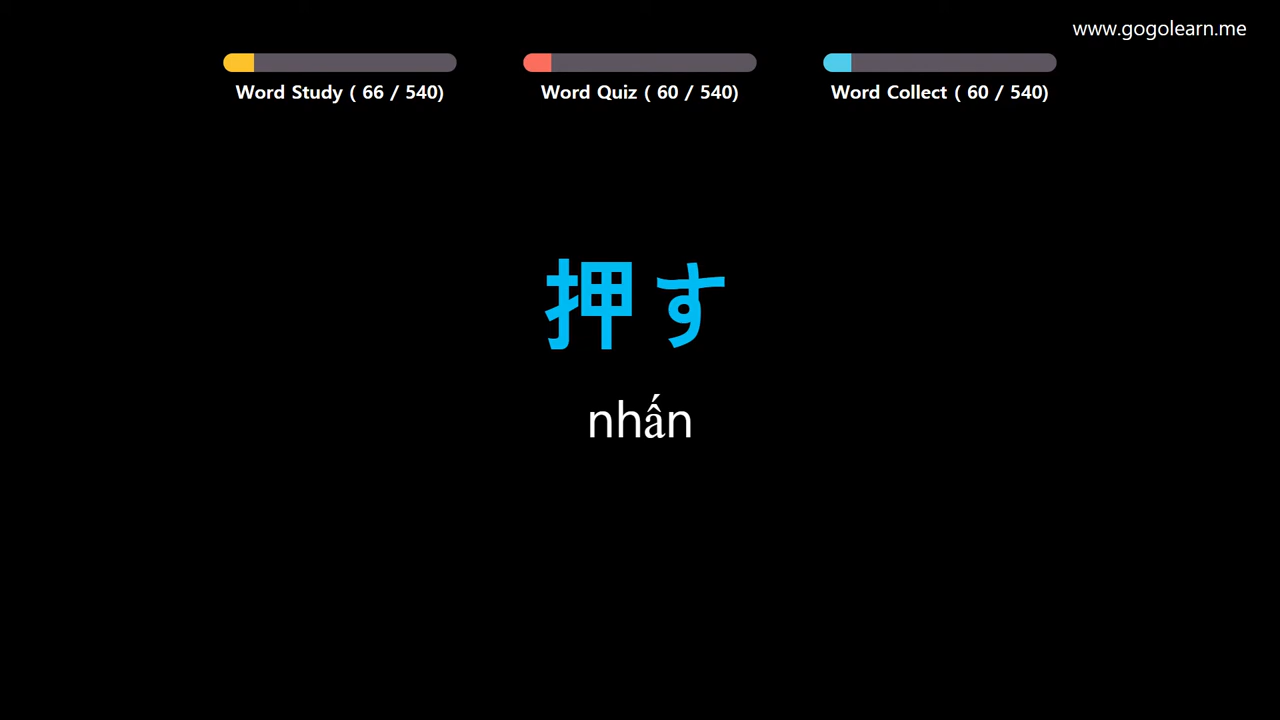 www.gogolearn.me
Word Study ( 66 / 540)
Word Quiz ( 60 / 540)
Word Collect ( 60 / 540)
押す
nhấn